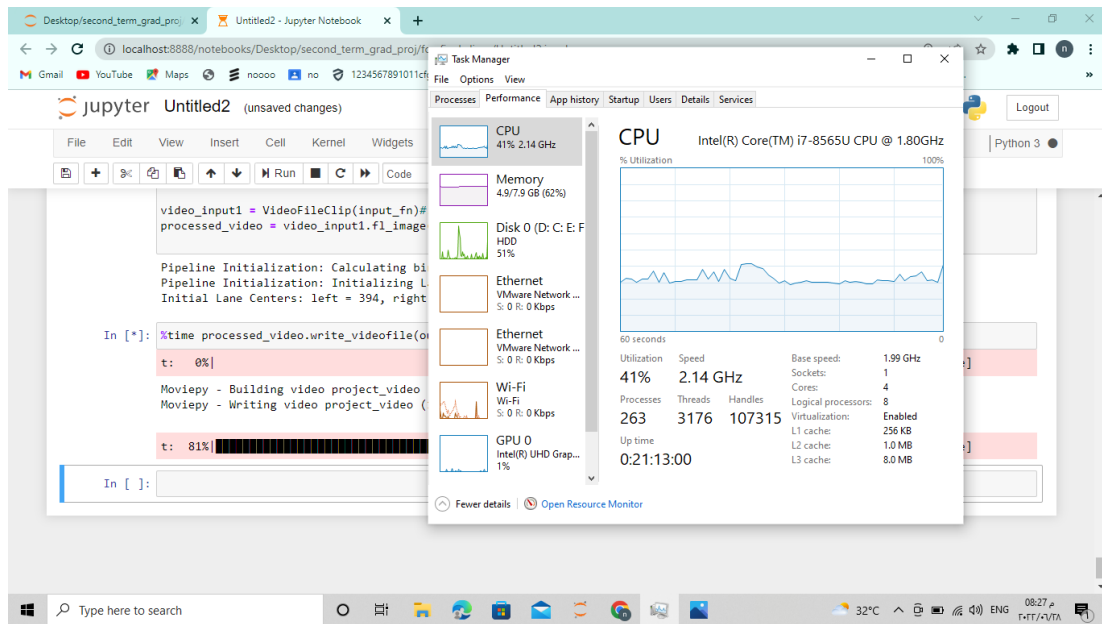 Desktop/second_term_grad_proj
Untitled2 - Jupyter Notebook
localhost:8888/notebooks/Desktop/second_term_grad_proj/fo
Gmail
YouTube
Maps
noooo
no
1234567891011cf
»
jupyter Untitled2 (unsaved changes)
Logout
File Edit View Insert Cell Kernel Widgets
Python 3
Run
Code
video_input1 = VideoFileClip(input_fn)#
processed_video = video_input1.fl_image
Pipeline Initialization: Calculating bi
Pipeline Initialization: Initializing L
Initial Lane Centers: left = 394, right
In [*]: %time processed_video.write_videofile(ou
t: 0%|
Moviepy - Building video project_video
Moviepy - Writing video project_video (
t: 81%|
In [ ]:
Task Manager
File Options View
Processes Performance App history Startup Users Details Services
CPU
41% 2.14 GHz
Memory
4.9/7.9 GB (62%)
Disk 0 (D: C: E: F
HDD
51%
Ethernet
VMware Network ...
S: 0 R: 0 Kbps
Ethernet
VMware Network ...
S: 0 R: 0 Kbps
Wi-Fi
Wi-Fi
S: 0 R: 0 Kbps
GPU 0
Intel(R) UHD Grap...
1%
CPU Intel(R) Core(TM) i7-8565U CPU @ 1.80GHz
% Utilization 100%
60 seconds 0
Utilization Speed
41% 2.14 GHz
Processes Threads Handles
263 3176 107315
Up time
0:21:13:00
Base speed: 1.99 GHz
Sockets: 1
Cores: 4
Logical processors: 8
Virtualization: Enabled
L1 cache: 256 KB
L2 cache: 1.0 MB
L3 cache: 8.0 MB
Fewer details
Open Resource Monitor
Type here to search
32°C
ENG
08:27 م
٢٠٢٢/٠٦/٢٨